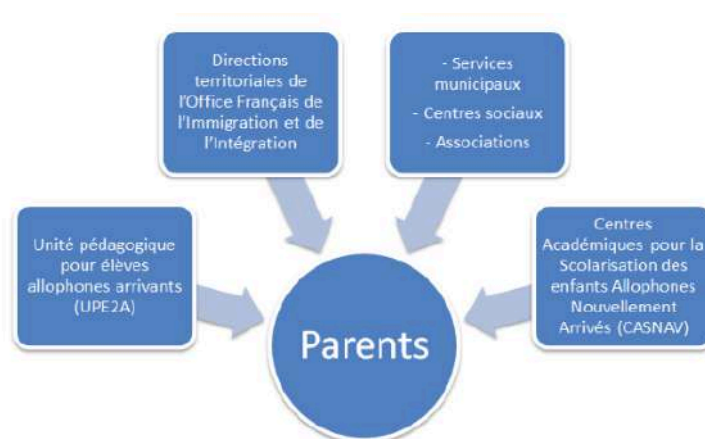 Directions
territoriales de
l'Office Français de
l'Immigration et de
l'Intégration
- Services
municipaux
- Centres sociaux
- Associations
Unité pédagogique
pour élèves
allophones arrivants
(UPE2A)
Centres
Académiques pour la
Scolarisation des
enfants Allophones
Nouvellement
Arrivés (CASNAV)
Parents